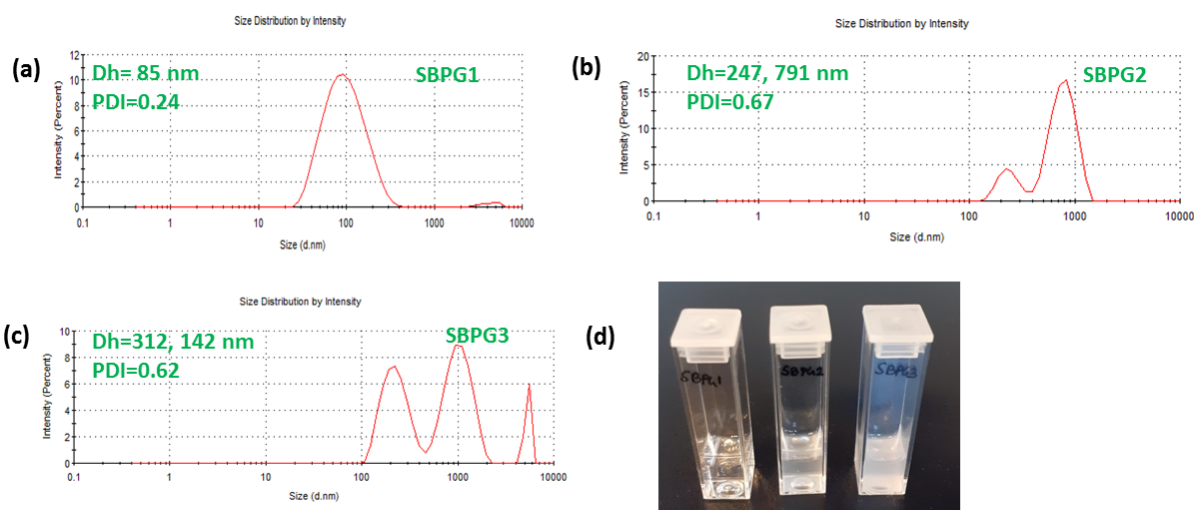 (a)
Size Distribution by Intensity
Dh= 85 nm
PDI=0.24
SBPG1
Intensity (Percent)
12
10
8
6
4
2
0
0.1 1 10 100 1000 10000
Size (d.nm)
(b)
Size Distribution by Intensity
Dh=247, 791 nm
PDI=0.67
SBPG2
Intensity (Percent)
20
15
10
5
0
0.1 1 10 100 1000 10000
Size (d.nm)
(c)
Size Distribution by Intensity
Dh=312, 142 nm
PDI=0.62
SBPG3
Intensity (Percent)
10
8
6
4
2
0
0.1 1 10 100 1000 10000
Size (d.nm)
(d)
SBPG1
SBPG2
SBPG3